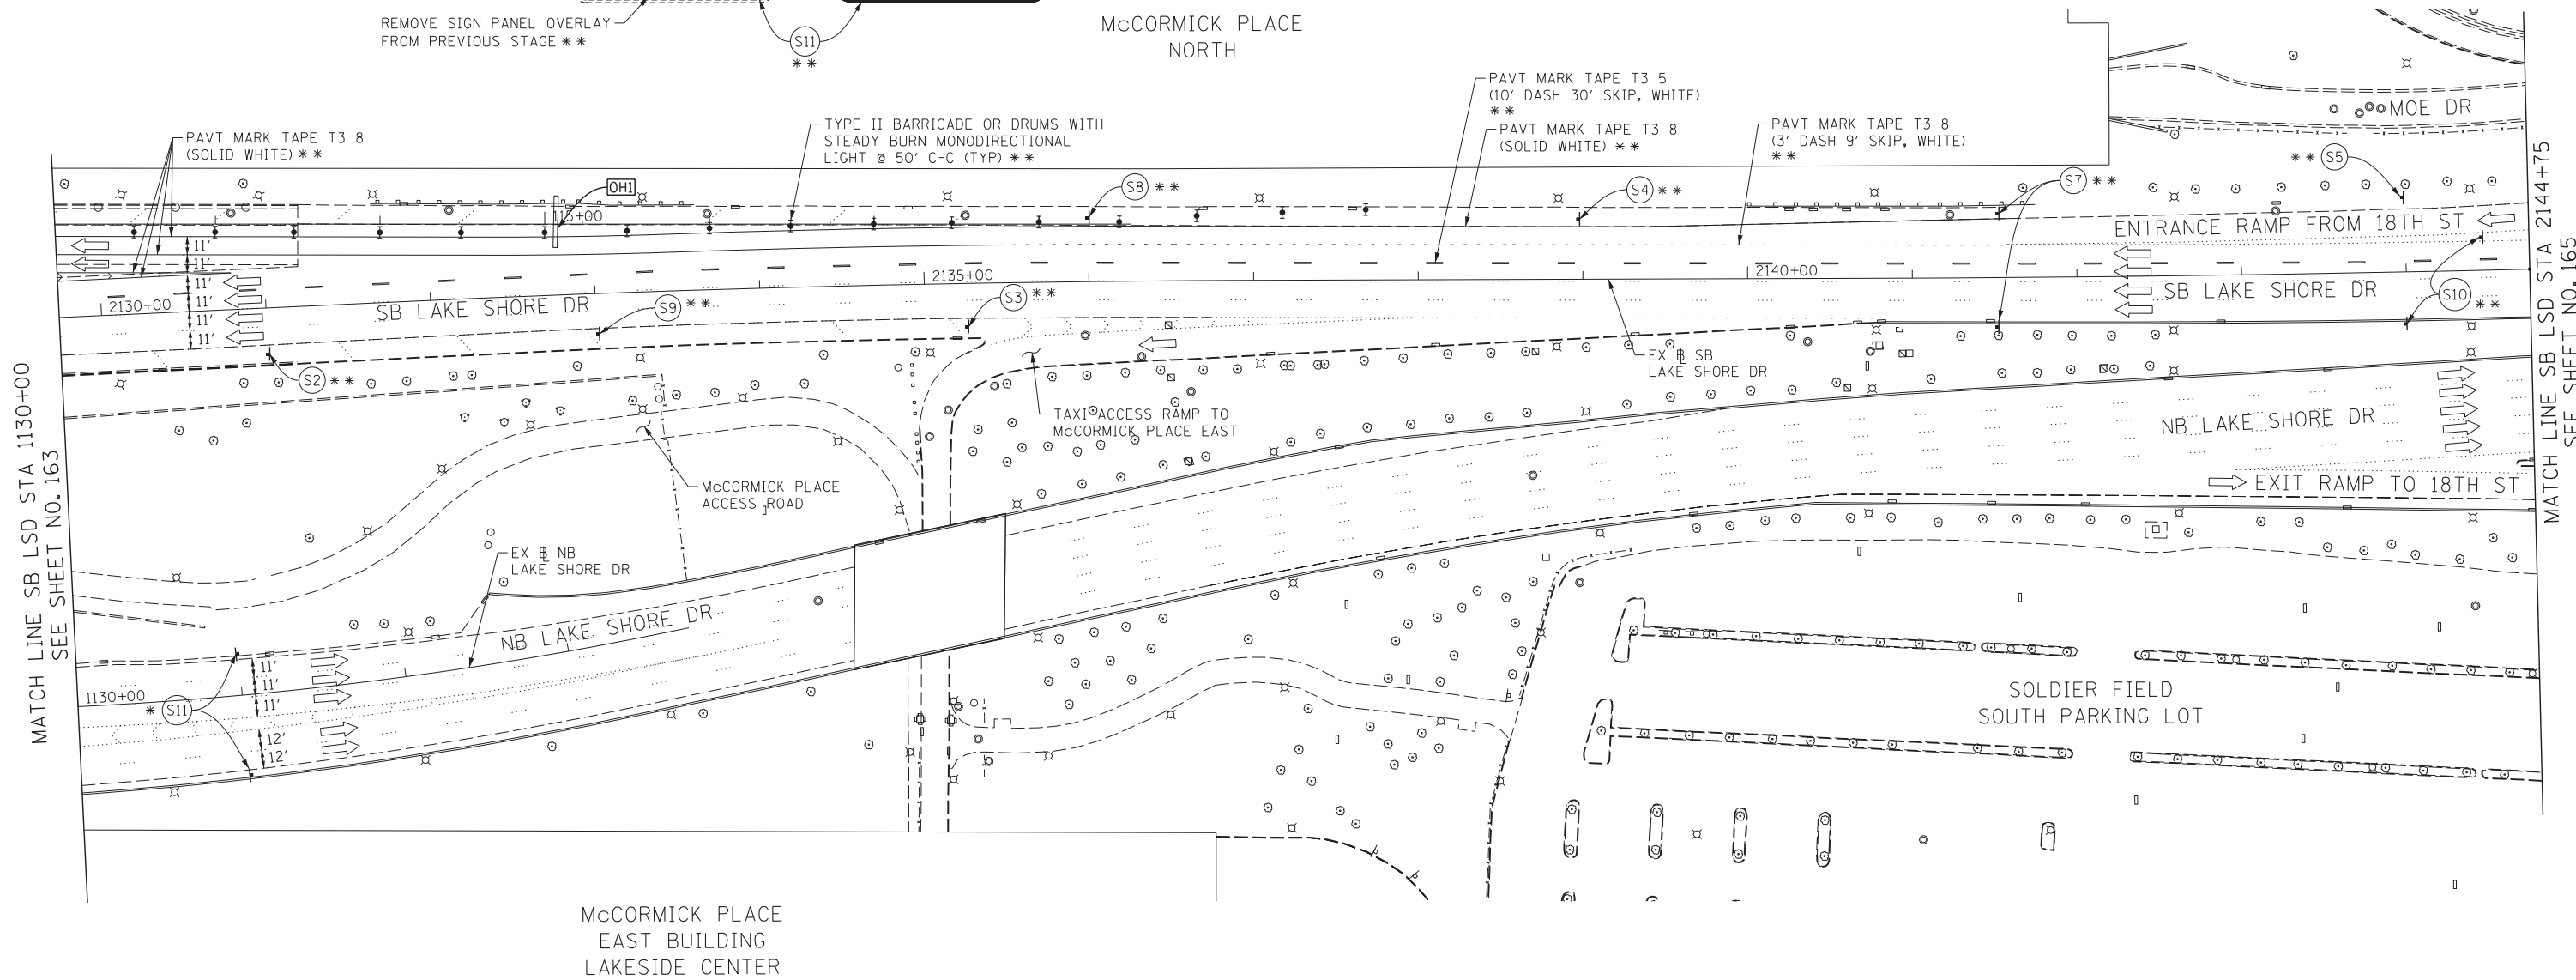 REMOVE SIGN PANEL OVERLAY
FROM PREVIOUS STAGE **
S11
**
McCORMICK PLACE
NORTH
PAVT MARK TAPE T3 5
(10' DASH 30' SKIP, WHITE)
**
PAVT MARK TAPE T3 8
(SOLID WHITE) **
PAVT MARK TAPE T3 8
(3' DASH 9' SKIP, WHITE)
**
MOE DR
PAVT MARK TAPE T3 8
(SOLID WHITE) **
TYPE II BARRICADE OR DRUMS WITH
STEADY BURN MONODIRECTIONAL
LIGHT @ 50' C-C (TYP) **
** S5
OH1
S8 **
S4 **
S7 **
115+00
ENTRANCE RAMP FROM 18TH ST
11'
11'
11'
11'
11'
11'
2130+00
2135+00
2140+00
SB LAKE SHORE DR
SB LAKE SHORE DR
S9 **
S3 **
S10 **
S2 **
EX ℄ SB
LAKE SHORE DR
TAXI ACCESS RAMP TO
McCORMICK PLACE EAST
NB LAKE SHORE DR
McCORMICK PLACE
ACCESS ROAD
EXIT RAMP TO 18TH ST
EX ℄ NB
LAKE SHORE DR
NB LAKE SHORE DR
11'
11'
11'
12'
12'
1130+00
* S11
SOLDIER FIELD
SOUTH PARKING LOT
MATCH LINE SB LSD STA 1130+00
SEE SHEET NO. 163
MATCH LINE SB LSD STA 2144+75
SEE SHEET NO. 165
McCORMICK PLACE
EAST BUILDING
LAKESIDE CENTER